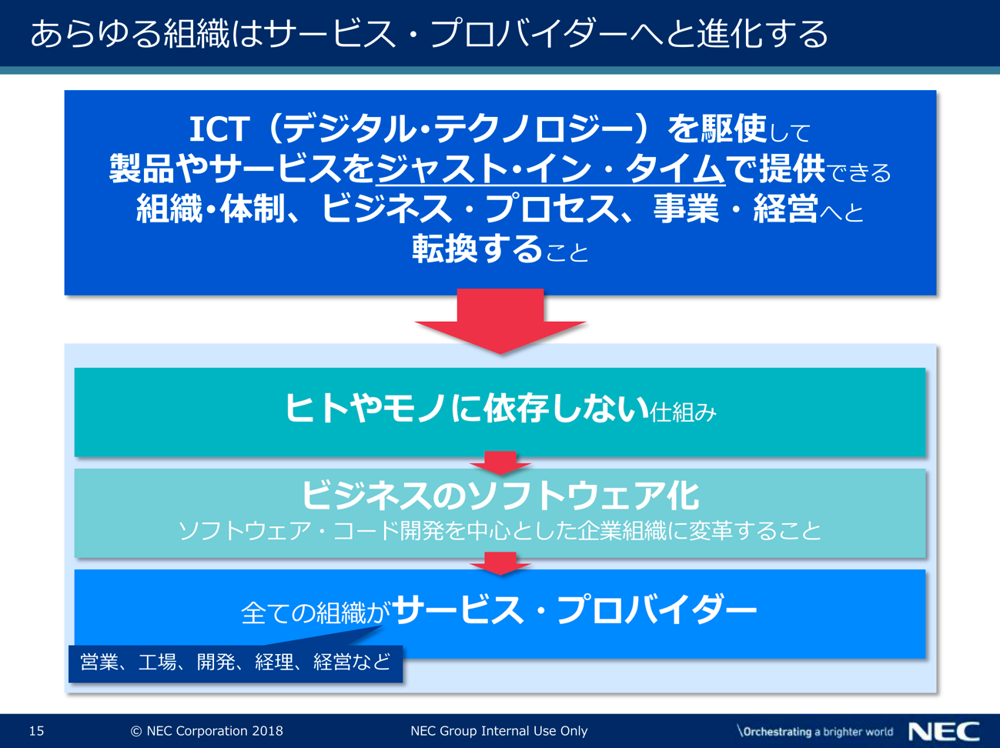 あらゆる組織はサービス・プロバイダーへと進化する
ICT（デジタル・テクノロジー）を駆使して
製品やサービスをジャスト・イン・タイムで提供できる
組織・体制、ビジネス・プロセス、事業・経営へと
転換すること
ヒトやモノに依存しない仕組み
ビジネスのソフトウェア化
ソフトウェア・コード開発を中心とした企業組織に変革すること
全ての組織がサービス・プロバイダー
営業、工場、開発、経理、経営など
15
© NEC Corporation 2018
NEC Group Internal Use Only
\Orchestrating a brighter world
NEC